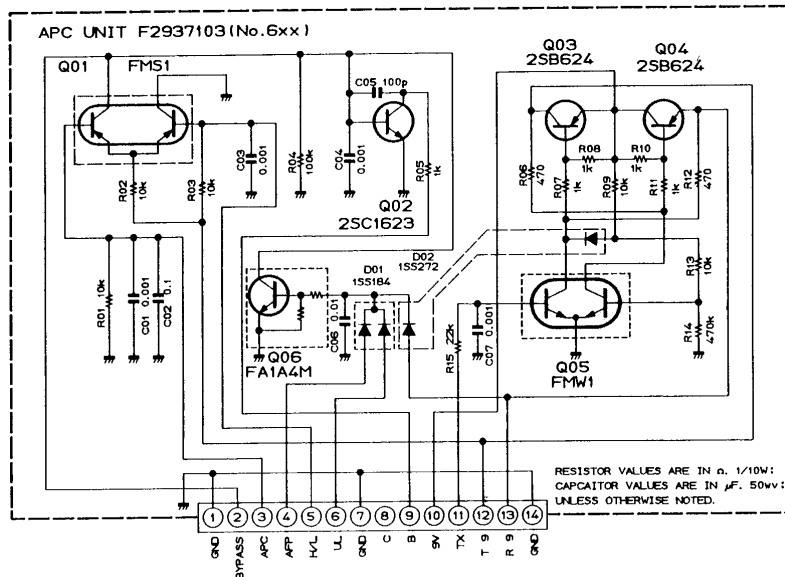 APC UNIT F2937103(No.6xx)
Q01
FMS1
Q03
2SB624
Q04
2SB624
C05 100p
R02
10k
R03
10k
C03
0.001
R04
100k
C04
0.001
R05
1k
Q02
2SC1623
R06
470
R08
1k
R10
1k
R07
1k
R09
10k
R11
1k
R12
470
R01 10k
C01 0.001
C02 0.1
D01
1SS184
D02
1SS272
C06 0.01
Q06
FA1A4M
R15 22k
C07 0.001
R13
10k
R14
470k
Q05
FMW1
RESISTOR VALUES ARE IN Ω. 1/10W:
CAPCAITOR VALUES ARE IN μF. 50wv:
UNLESS OTHERWISE NOTED.
1 2 3 4 5 6 7 8 9 10 11 12 13 14
GND
BYPASS
APC
AFP
H/L
UL
GND
C
B
9V
TX
T 9
R 9
GND